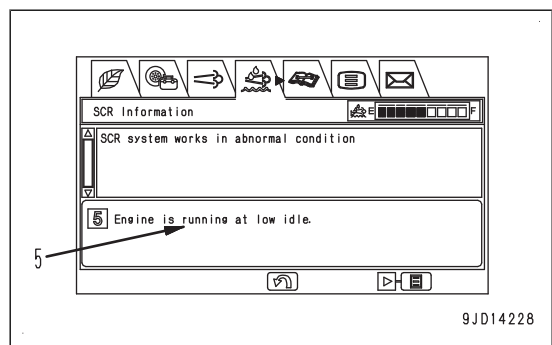 SCR Information
E F
SCR system works in abnormal condition
5 Engine is running at low idle.
5
9JD14228